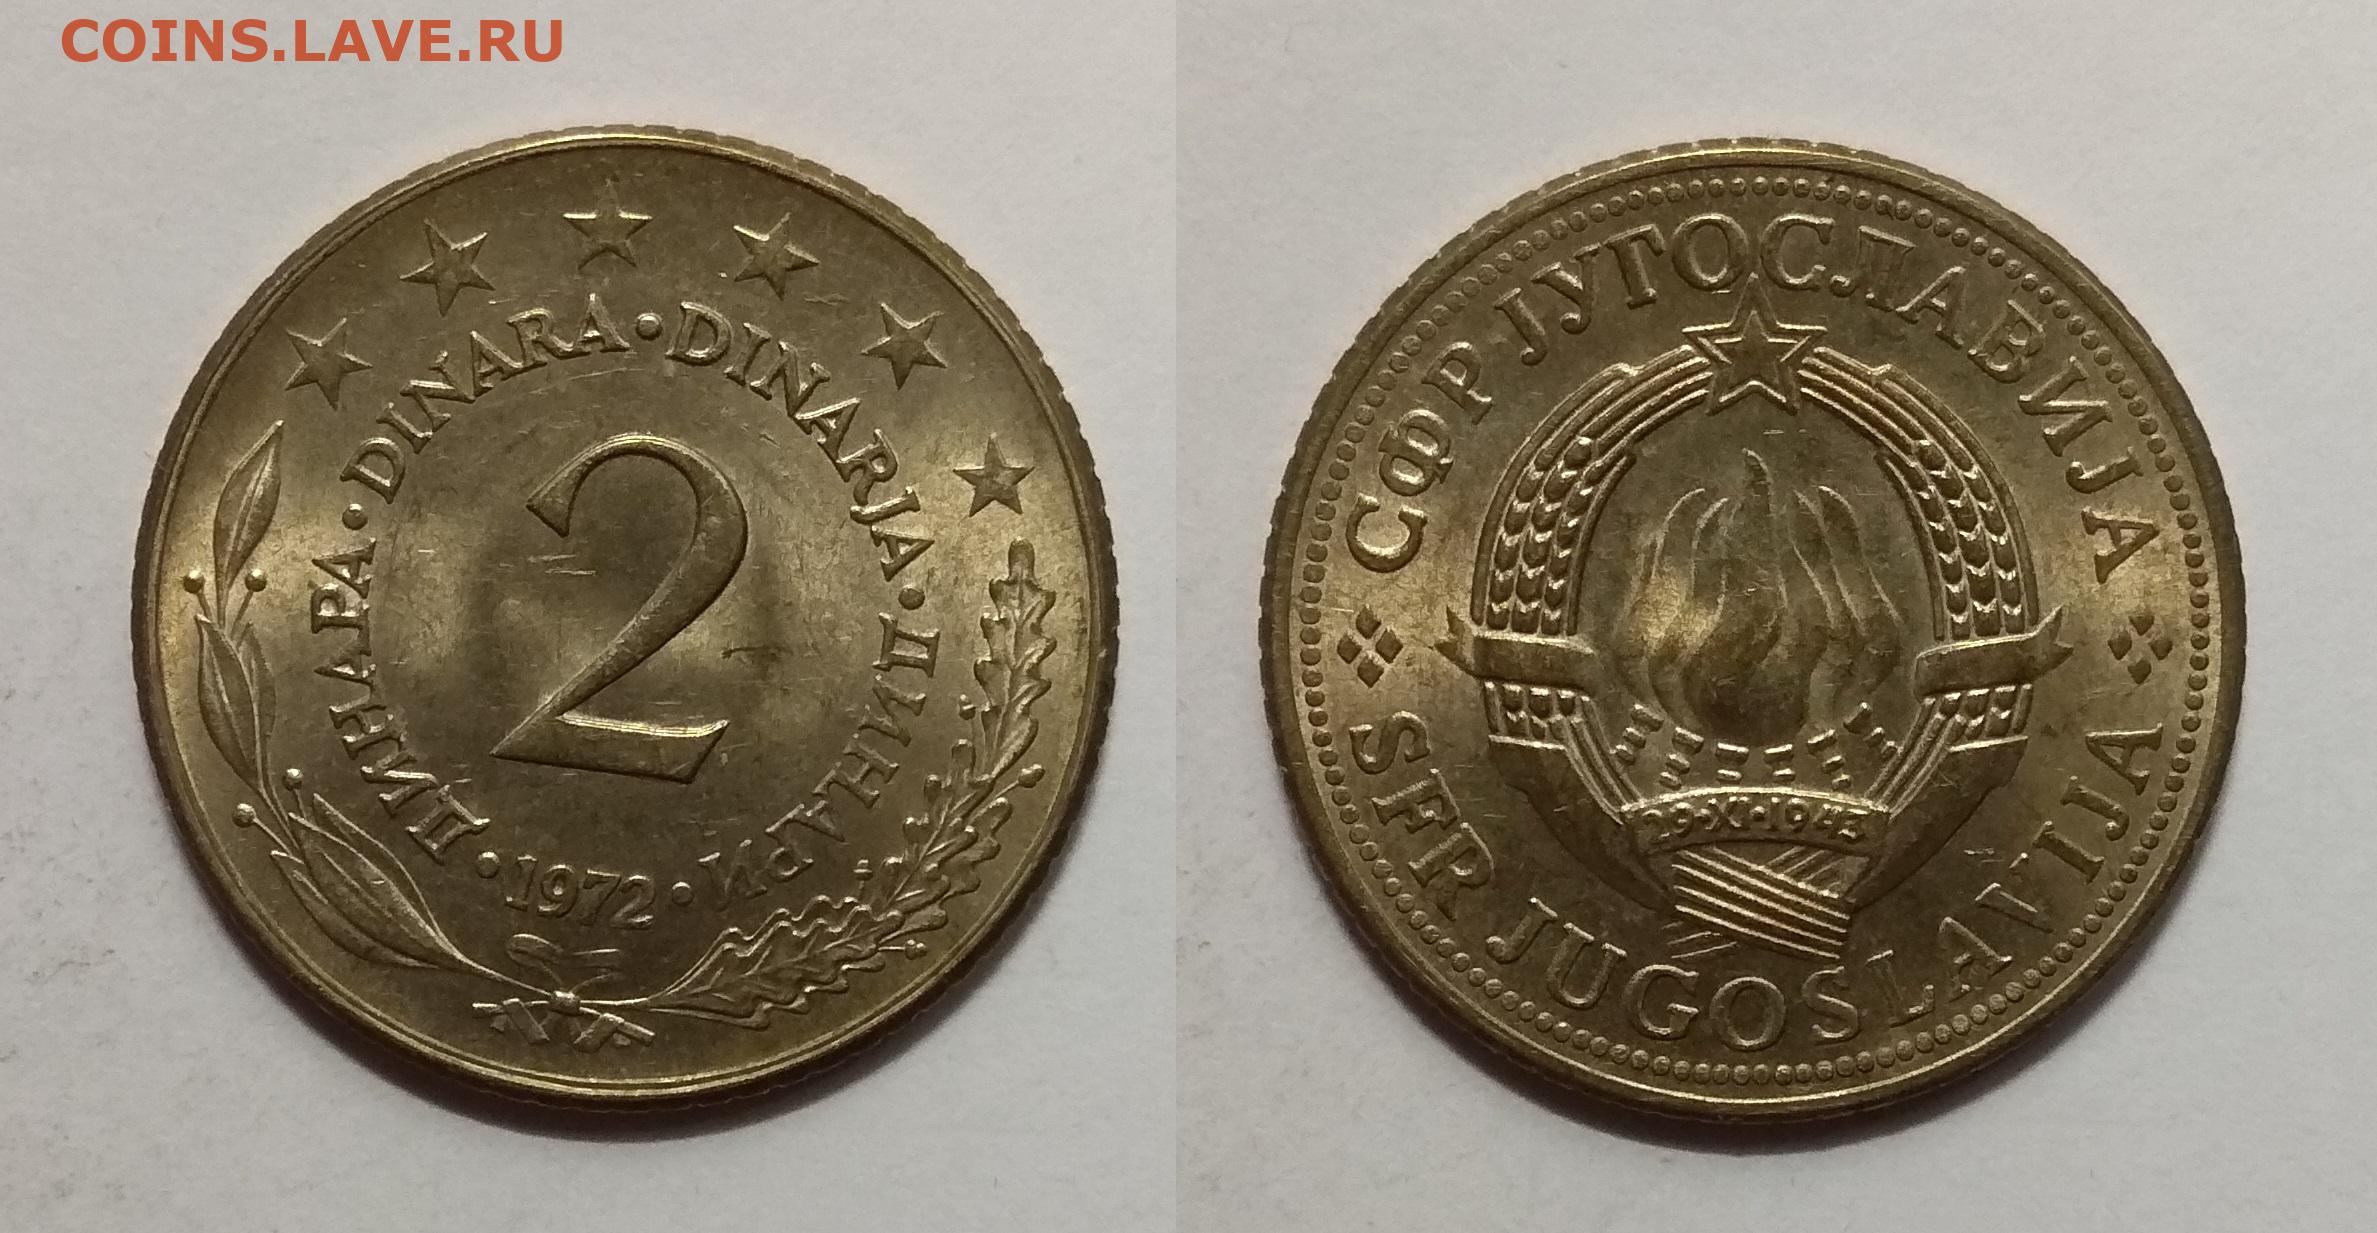 COINS.LAVE.RU
ДИНАРА · DINARA · DINARJA · ДИНАРИ
2
· 1972 ·
СФР ЈУГОСЛАВИЈА
29·XI·1943
SFR JUGOSLAVIJA